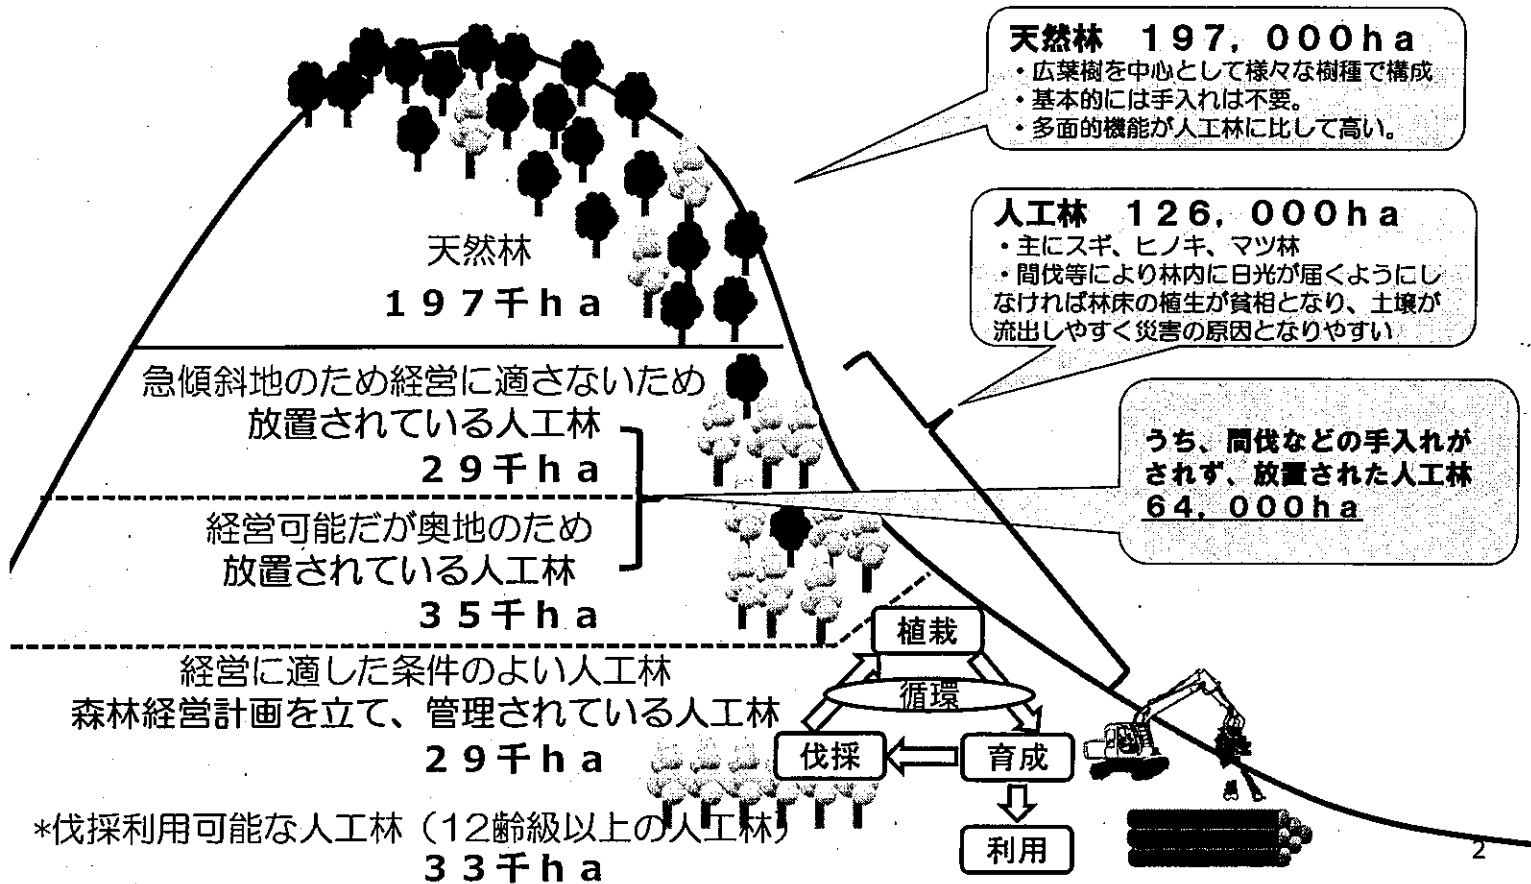 天然林　１９７，０００ｈａ
・広葉樹を中心として様々な樹種で構成
・基本的には手入れは不要。
・多面的機能が人工林に比して高い。
人工林　１２６，０００ｈａ
・主にスギ、ヒノキ、マツ林
・間伐等により林内に日光が届くようにし
なければ林床の植生が貧相となり、土壌が
流出しやすく災害の原因となりやすい
天然林
１９７千ｈａ
急傾斜地のため経営に適さないため
放置されている人工林
２９千ｈａ
うち、間伐などの手入れが
されず、放置された人工林
６４，０００ｈａ
経営可能だが奥地のため
放置されている人工林
３５千ｈａ
経営に適した条件のよい人工林
森林経営計画を立て、管理されている人工林
２９千ｈａ
植栽
循環
伐採
育成
利用
*伐採利用可能な人工林（12齢級以上の人工林）
３３千ｈａ
2